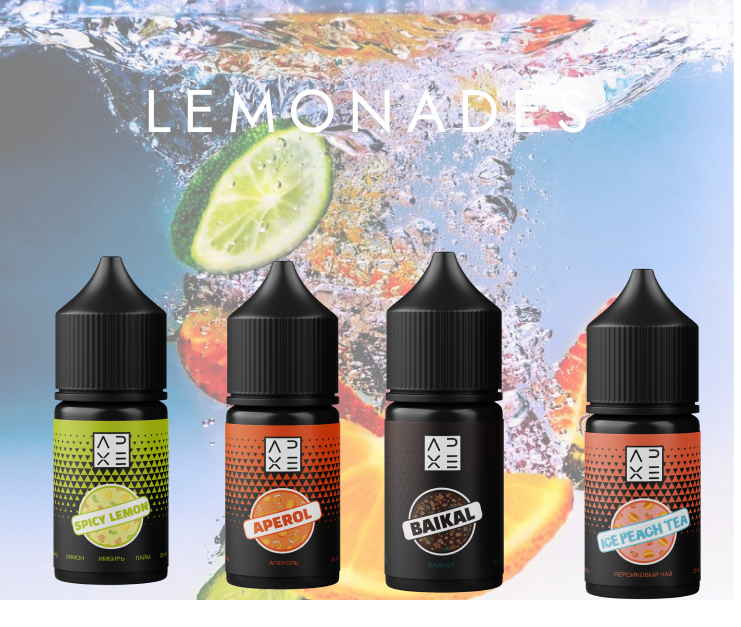 LEMONADES
SPICY LEMON
ЛИМОН ИМБИРЬ ЛАЙМ
APEROL
АПЕРОЛЬ
BAIKAL
БАЙКАЛ
ICE PEACH TEA
ПЕРСИКОВЫЙ ЧАЙ